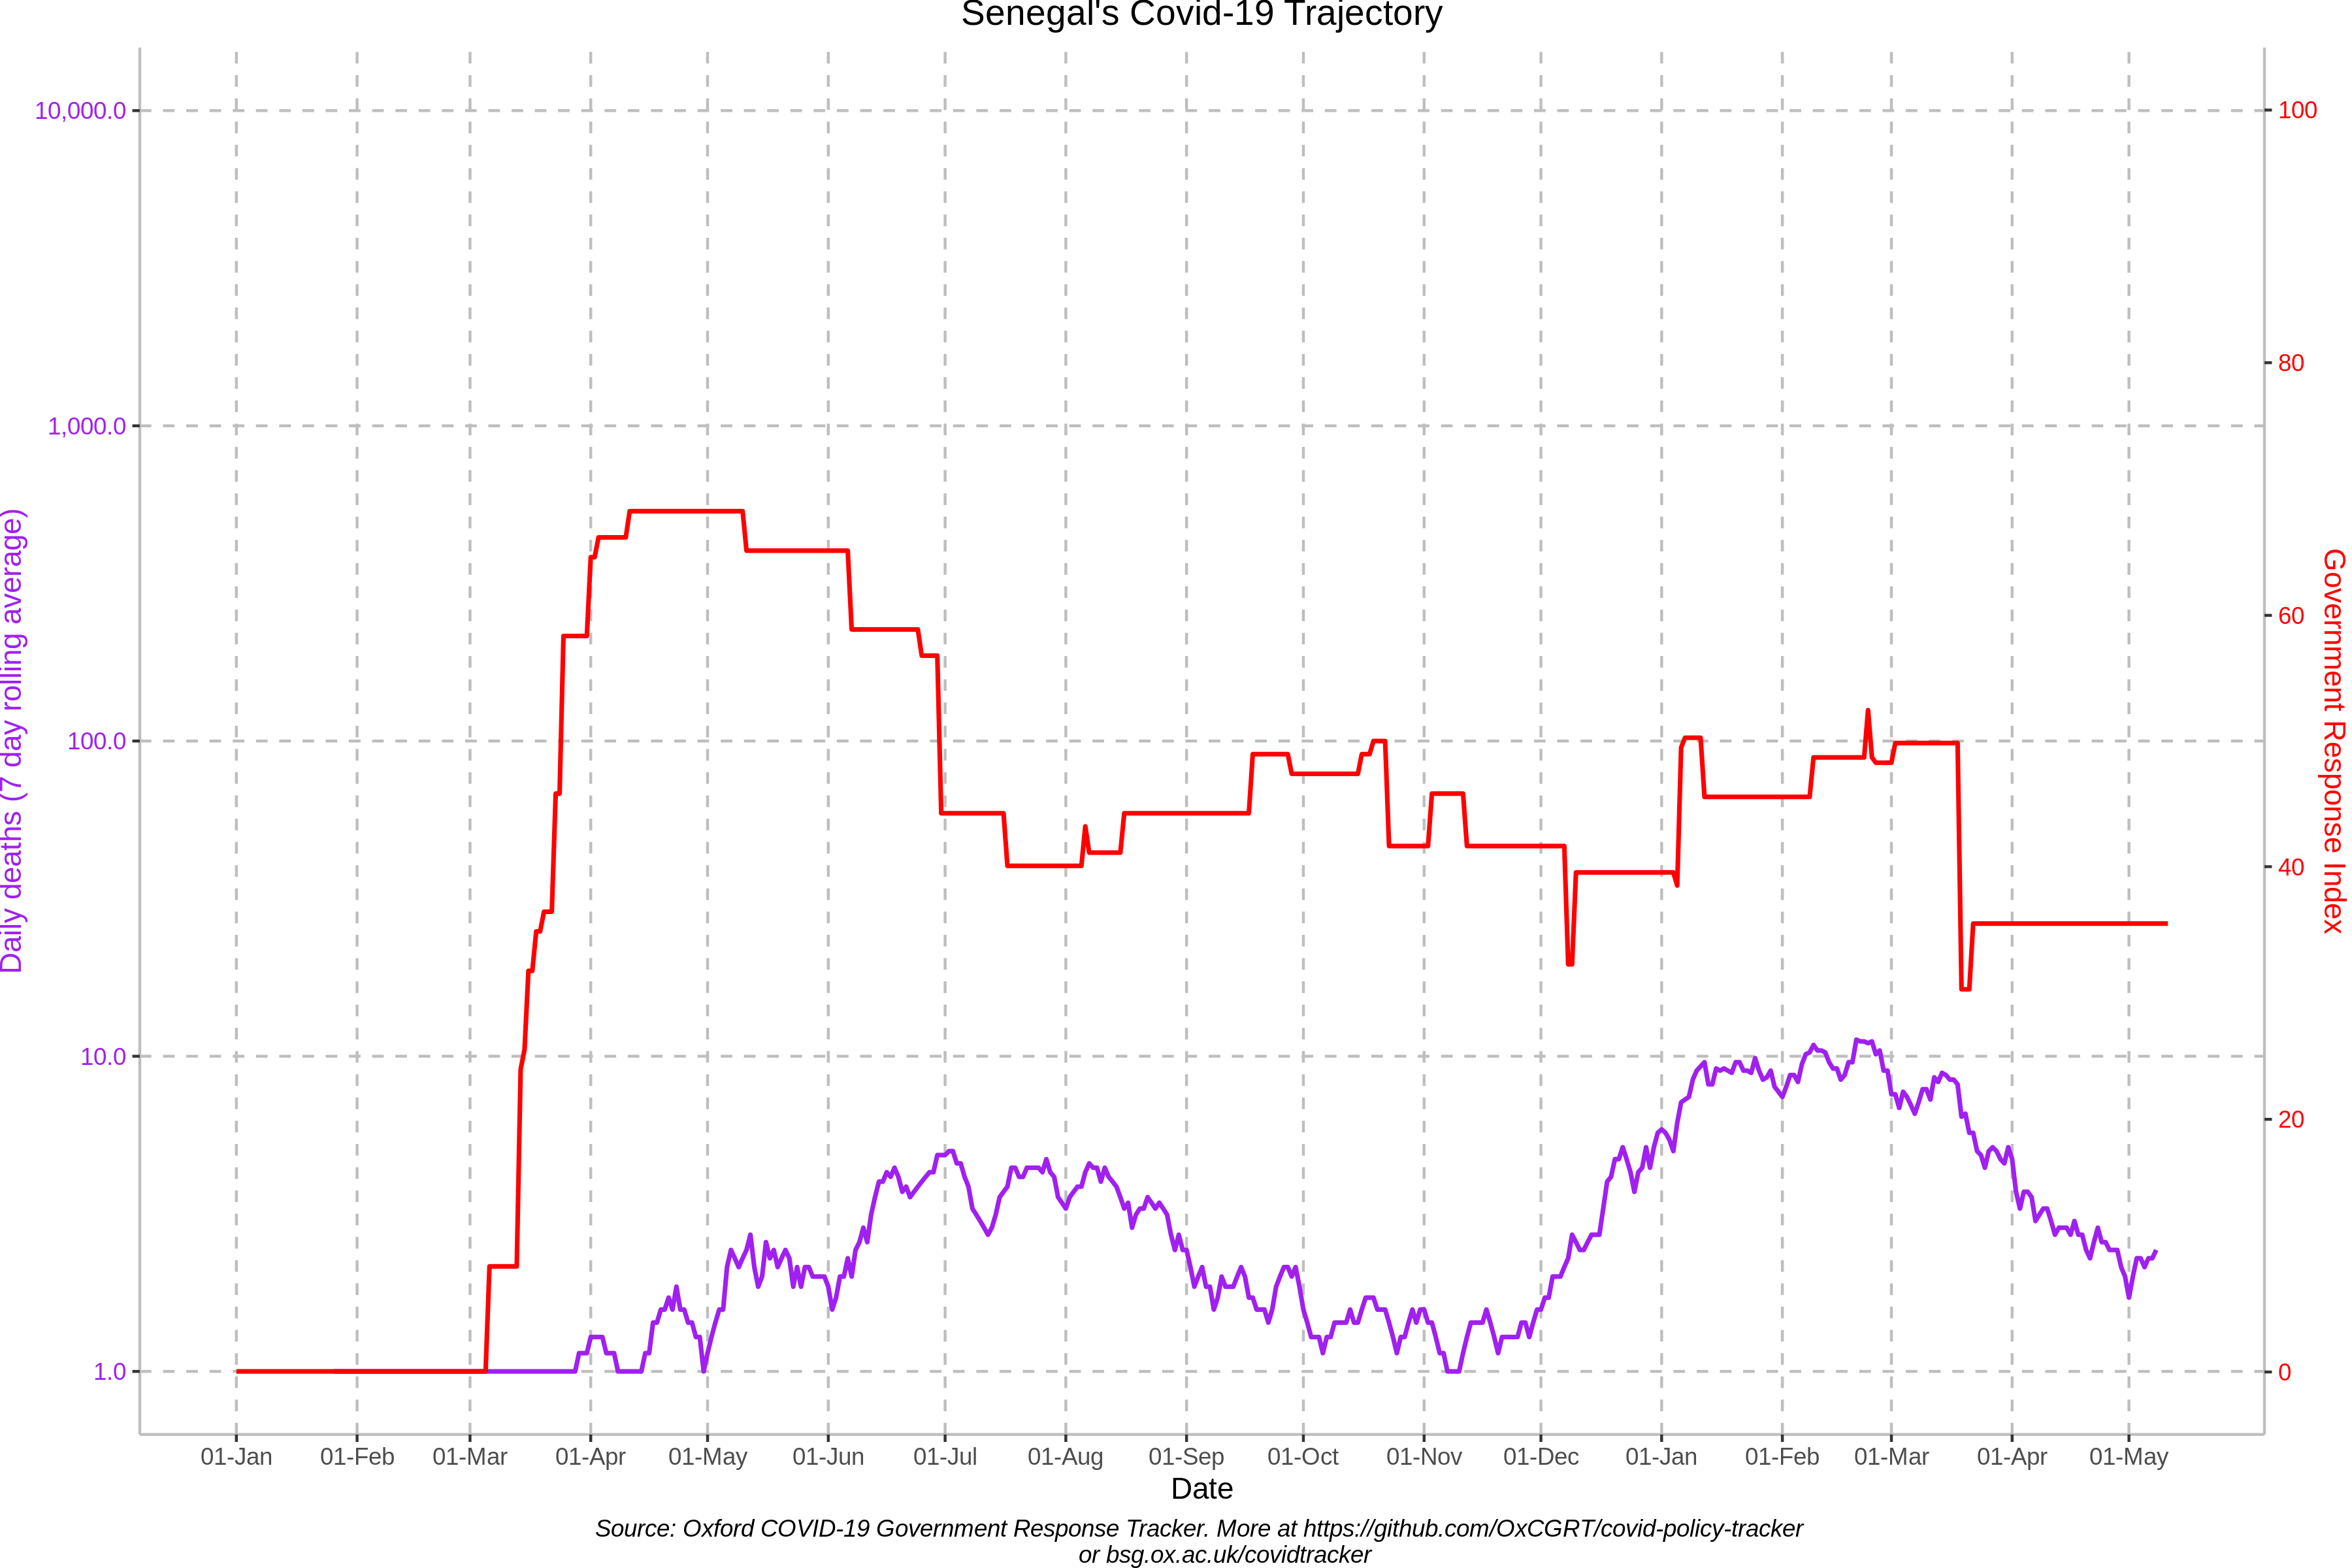 Senegal's Covid-19 Trajectory
10,000.0
1,000.0
100.0
10.0
1.0
Daily deaths (7 day rolling average)
100
80
60
40
20
0
Government Response Index
01-Jan 01-Feb 01-Mar 01-Apr 01-May 01-Jun 01-Jul 01-Aug 01-Sep 01-Oct 01-Nov 01-Dec 01-Jan 01-Feb 01-Mar 01-Apr 01-May
Date
Source: Oxford COVID-19 Government Response Tracker. More at https://github.com/OxCGRT/covid-policy-tracker
or bsg.ox.ac.uk/covidtracker